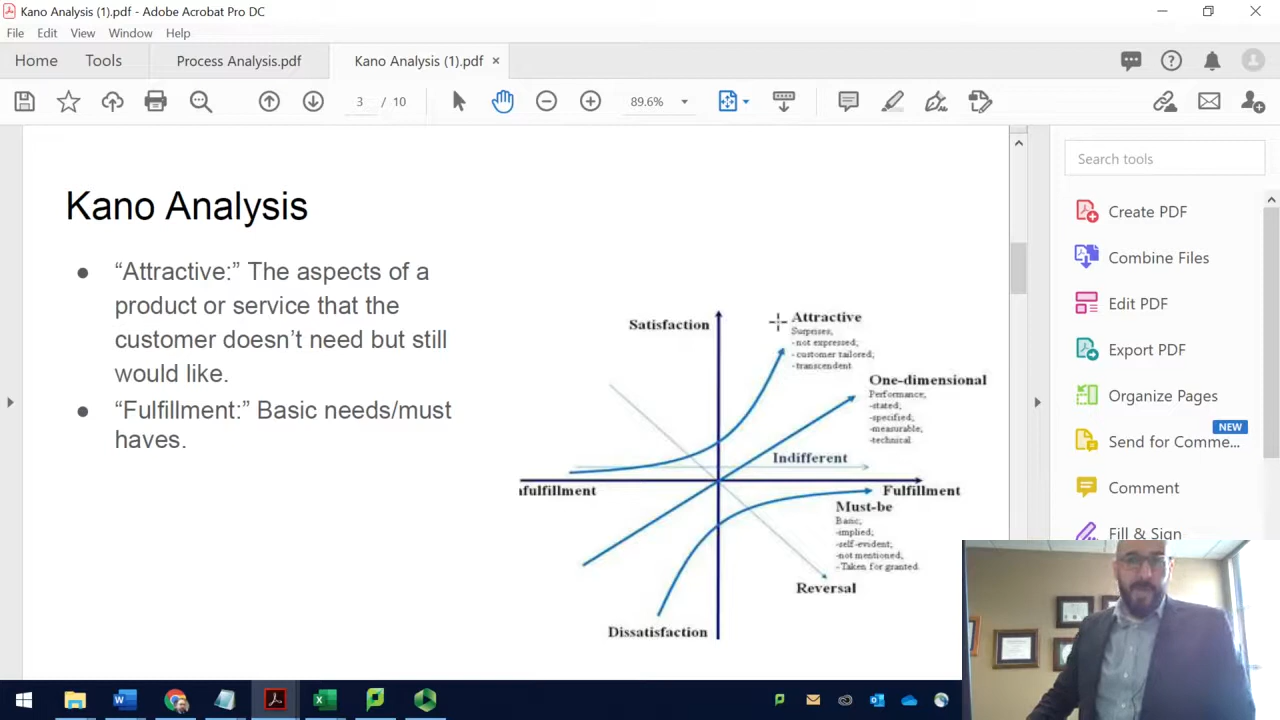 Kano Analysis (1).pdf - Adobe Acrobat Pro DC
File Edit View Window Help
Home Tools Process Analysis.pdf Kano Analysis (1).pdf ×
3 / 10 89.6%
Search tools
Kano Analysis
● “Attractive:” The aspects of a
product or service that the
customer doesn’t need but still
would like.
● “Fulfillment:” Basic needs/must
haves.
Satisfaction
Attractive
Surprises,
-not expressed;
-customer tailored;
-transcendent
One-dimensional
Performance;
-stated;
-specified;
-measurable;
-technical
Indifferent
nfulfillment
Fulfillment
Must-be
Basic;
-implied;
-self-evident;
-not mentioned,
-Taken for granted.
Reversal
Dissatisfaction
Create PDF
Combine Files
Edit PDF
Export PDF
Organize Pages
NEW
Send for Comme...
Comment
Fill & Sign